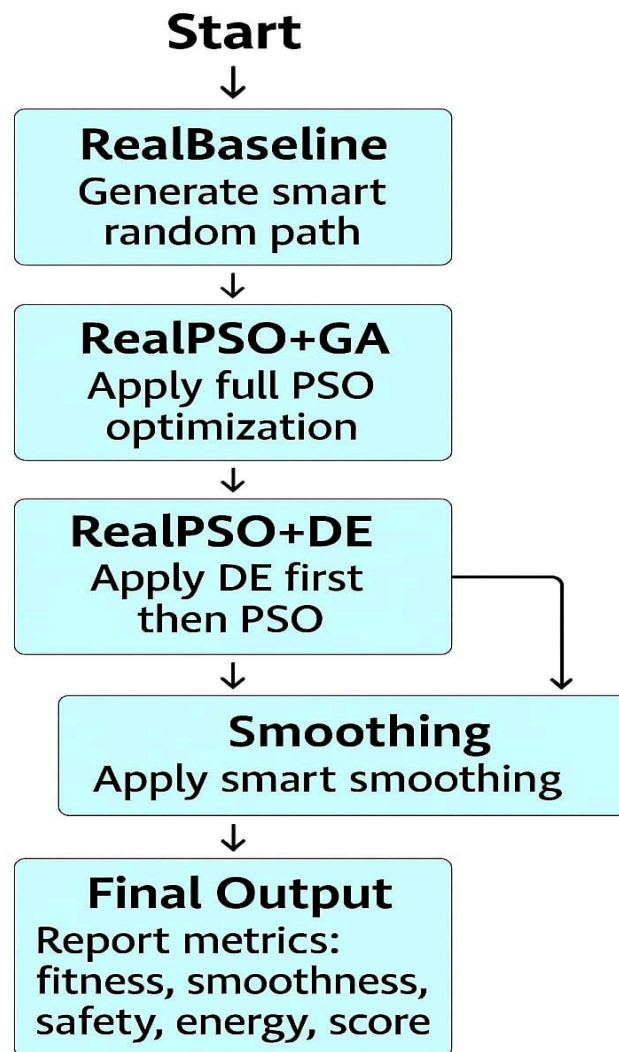 Start
RealBaseline
Generate smart
random path
RealPSO+GA
Apply full PSO
optimization
RealPSO+DE
Apply DE first
then PSO
Smoothing
Apply smart smoothing
Final Output
Report metrics:
fitness, smoothness,
safety, energy, score